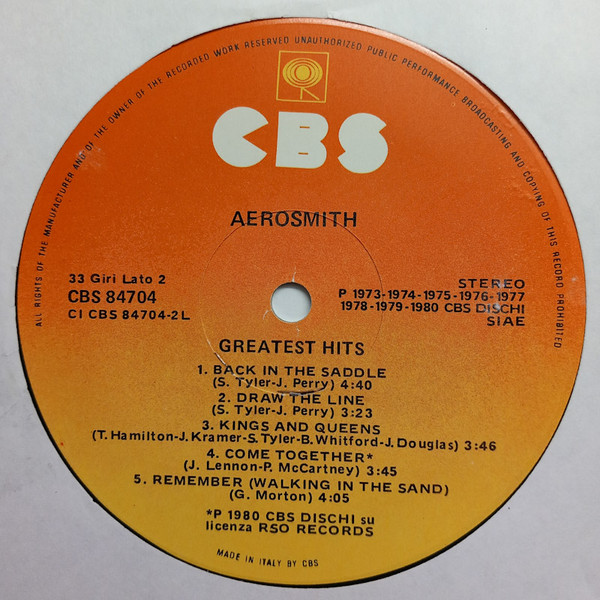 ALL RIGHTS OF THE MANUFACTURER AND OF THE OWNER OF THE RECORDED WORK RESERVED UNAUTHORIZED PUBLIC PERFORMANCE BROADCASTING AND COPYING OF THIS RECORD PROHIBITED
CBS
AEROSMITH
33 Giri Lato 2
CBS 84704
CI CBS 84704-2L
STEREO
P 1973-1974-1975-1976-1977
1978-1979-1980 CBS DISCHI
SIAE
GREATEST HITS
1. BACK IN THE SADDLE
(S. Tyler-J. Perry) 4:40
2. DRAW THE LINE
(S. Tyler-J. Perry) 3:23
3. KINGS AND QUEENS
(T. Hamilton-J. Kramer-S. Tyler-B. Whitford-J. Douglas) 3:46
4. COME TOGETHER*
(J. Lennon-P. McCartney) 3:45
5. REMEMBER (WALKING IN THE SAND)
(G. Morton) 4:05
*P 1980 CBS DISCHI su
licenza RSO RECORDS
MADE IN ITALY BY CBS